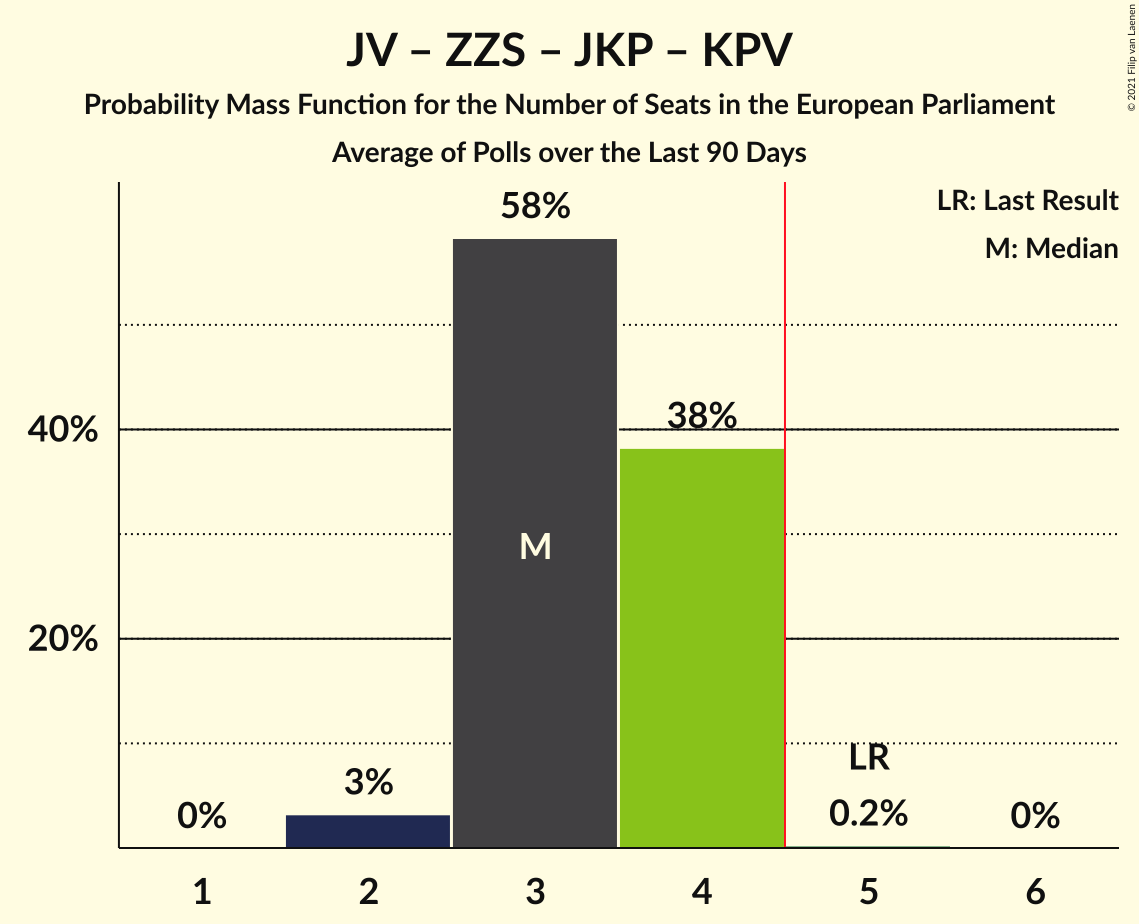 JV – ZZS – JKP – KPV
Probability Mass Function for the Number of Seats in the European Parliament
Average of Polls over the Last 90 Days
© 2021 Filip van Laenen
LR: Last Result
M: Median
58%
38%
40%
M
20%
LR
3%
0%
0.2%
0%
1 2 3 4 5 6